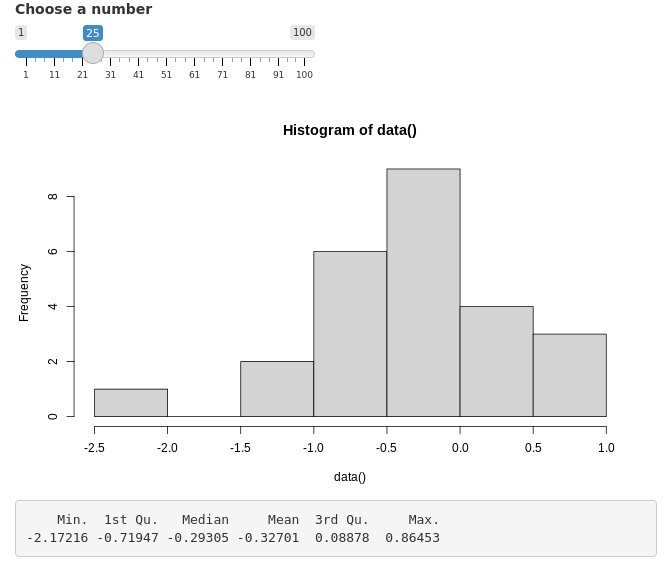 Choose a number
1 25 100
1 11 21 31 41 51 61 71 81 91 100
Histogram of data()
Frequency
8
6
4
2
0
-2.5 -2.0 -1.5 -1.0 -0.5 0.0 0.5 1.0
data()
Min. 1st Qu. Median Mean 3rd Qu. Max.
-2.17216 -0.71947 -0.29305 -0.32701 0.08878 0.86453